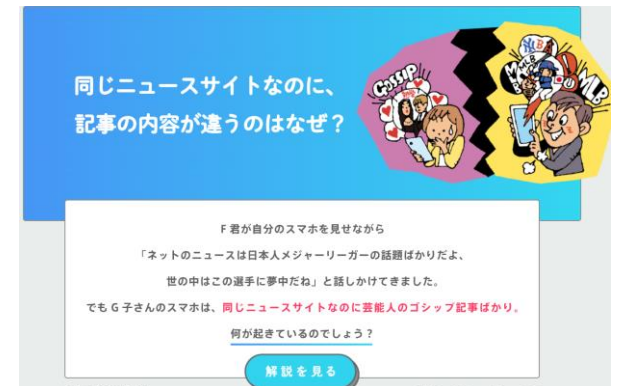 同じニュースサイトなのに、
記事の内容が違うのはなぜ？
GOSSIP
MLB
F君が自分のスマホを見せながら
「ネットのニュースは日本人メジャーリーガーの話題ばかりだよ、
世の中はこの選手に夢中だね」と話しかけてきました。
でもG子さんのスマホは、同じニュースサイトなのに芸能人のゴシップ記事ばかり。
何が起きているのでしょう？
解説を見る